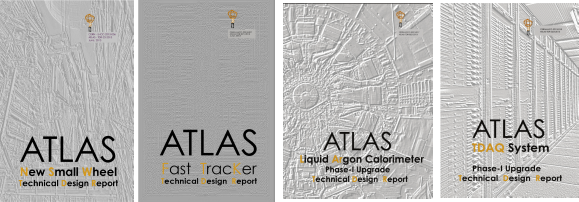 ATLAS
New Small Wheel
Technical Design Report
ATLAS
Fast TracKer
Technical Design Report
ATLAS
Liquid Argon Calorimeter
Phase-I Upgrade
Technical Design Report
ATLAS
TDAQ System
Phase-I Upgrade
Technical Design Report